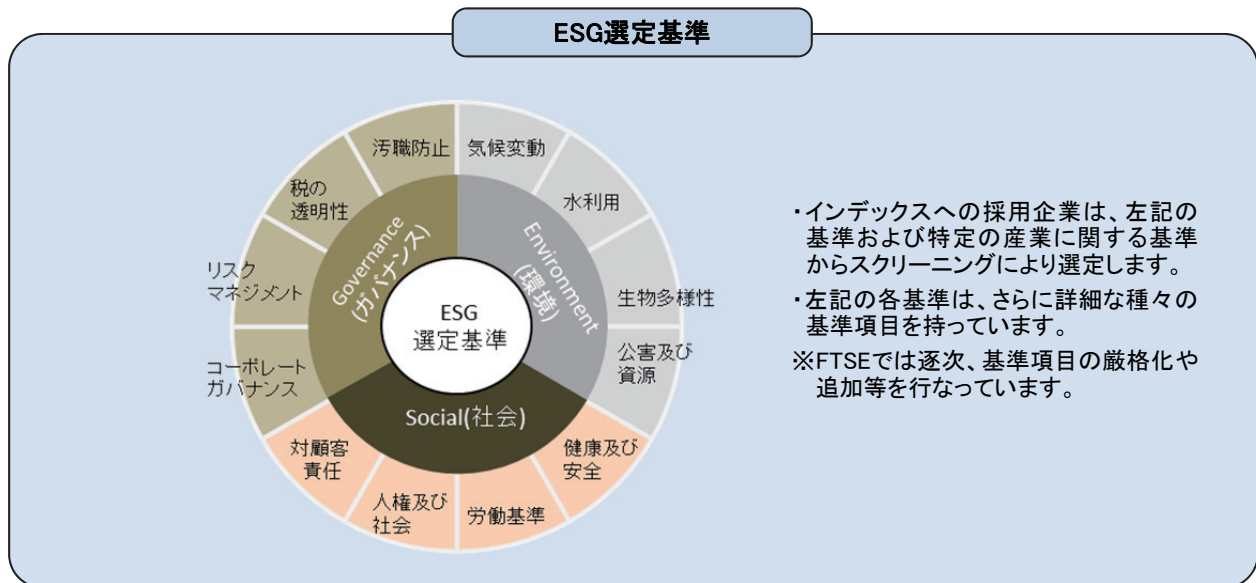 ESG選定基準
汚職防止
気候変動
税の
透明性
水利用
リスク
マネジメント
生物多様性
コーポレート
ガバナンス
公害及び
資源
対顧客
責任
健康及び
安全
人権及び
社会
労働基準
Governance
(ガバナンス)
Environment
(環境)
Social(社会)
ESG
選定基準
・インデックスへの採用企業は、左記の
基準および特定の産業に関する基準
からスクリーニングにより選定します。
・左記の各基準は、さらに詳細な種々の
基準項目を持っています。
※FTSEでは逐次、基準項目の厳格化や
追加等を行なっています。